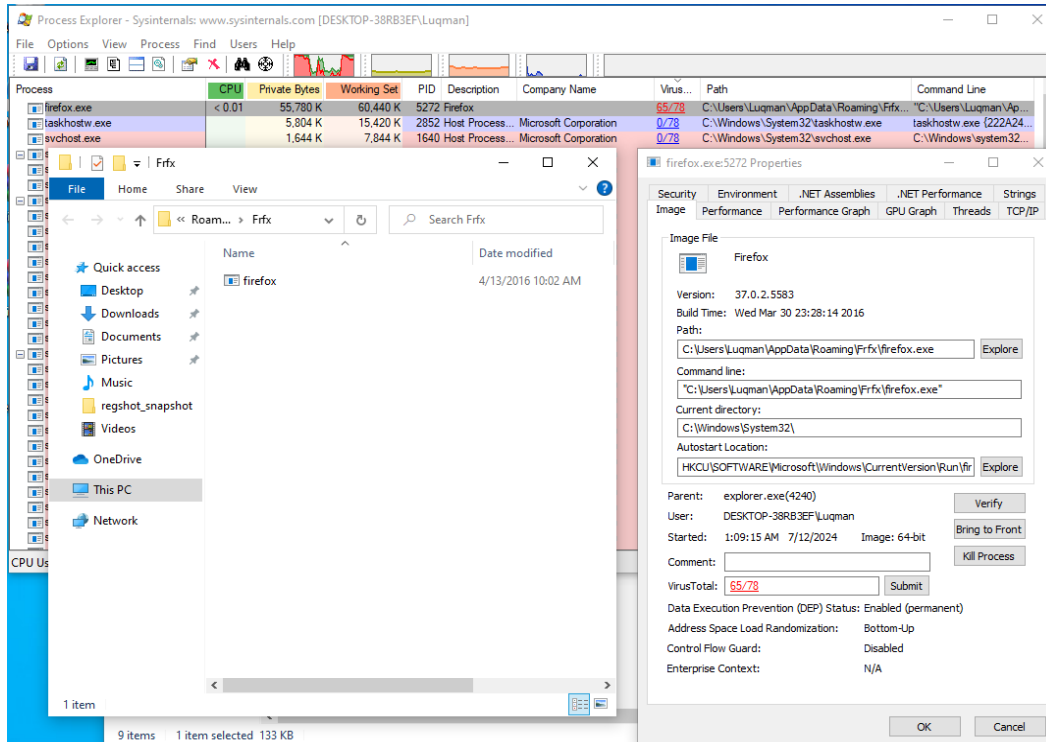 Process Explorer - Sysinternals: www.sysinternals.com [DESKTOP-38RB3EF\Luqman]
File Options View Process Find Users Help
Process CPU Private Bytes Working Set PID Description Company Name Virus... Path Command Line
firefox.exe < 0.01 55,780 K 60,440 K 5272 Firefox 65/78 C:\Users\Luqman\AppData\Roaming\Frfx... "C:\Users\Luqman\Ap...
taskhostw.exe 5,804 K 15,420 K 2852 Host Process... Microsoft Corporation 0/78 C:\Windows\System32\taskhostw.exe taskhostw.exe {222A24...
svchost.exe 1,644 K 7,844 K 1640 Host Process... Microsoft Corporation 0/78 C:\Windows\System32\svchost.exe C:\Windows\system32...
Frfx
File Home Share View
« Roam... › Frfx
Search Frfx
Name Date modified
firefox 4/13/2016 10:02 AM
Quick access
Desktop
Downloads
Documents
Pictures
Music
regshot_snapshot
Videos
OneDrive
This PC
Network
1 item
CPU Us
9 items 1 item selected 133 KB
firefox.exe:5272 Properties
Security Environment .NET Assemblies .NET Performance Strings
Image Performance Performance Graph GPU Graph Threads TCP/IP
Image File
Firefox
Version: 37.0.2.5583
Build Time: Wed Mar 30 23:28:14 2016
Path:
C:\Users\Luqman\AppData\Roaming\Frfx\firefox.exe Explore
Command line:
"C:\Users\Luqman\AppData\Roaming\Frfx\firefox.exe"
Current directory:
C:\Windows\System32\
Autostart Location:
HKCU\SOFTWARE\Microsoft\Windows\CurrentVersion\Run\fir Explore
Parent: explorer.exe(4240) Verify
User: DESKTOP-38RB3EF\Luqman
Bring to Front
Started: 1:09:15 AM 7/12/2024 Image: 64-bit
Kill Process
Comment:
VirusTotal: 65/78 Submit
Data Execution Prevention (DEP) Status: Enabled (permanent)
Address Space Load Randomization: Bottom-Up
Control Flow Guard: Disabled
Enterprise Context: N/A
OK Cancel